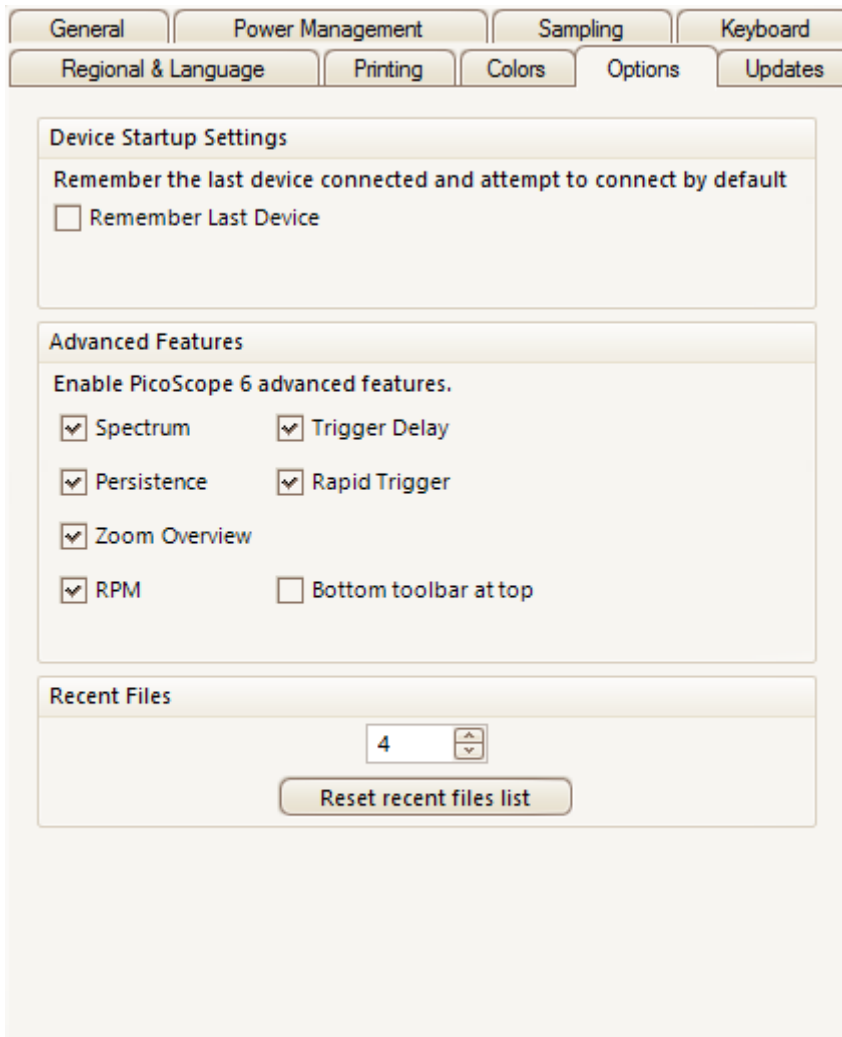 General Power Management Sampling Keyboard
Regional & Language Printing Colors Options Updates
Device Startup Settings
Remember the last device connected and attempt to connect by default
Remember Last Device
Advanced Features
Enable PicoScope 6 advanced features.
Spectrum Trigger Delay
Persistence Rapid Trigger
Zoom Overview
RPM Bottom toolbar at top
Recent Files
4
Reset recent files list